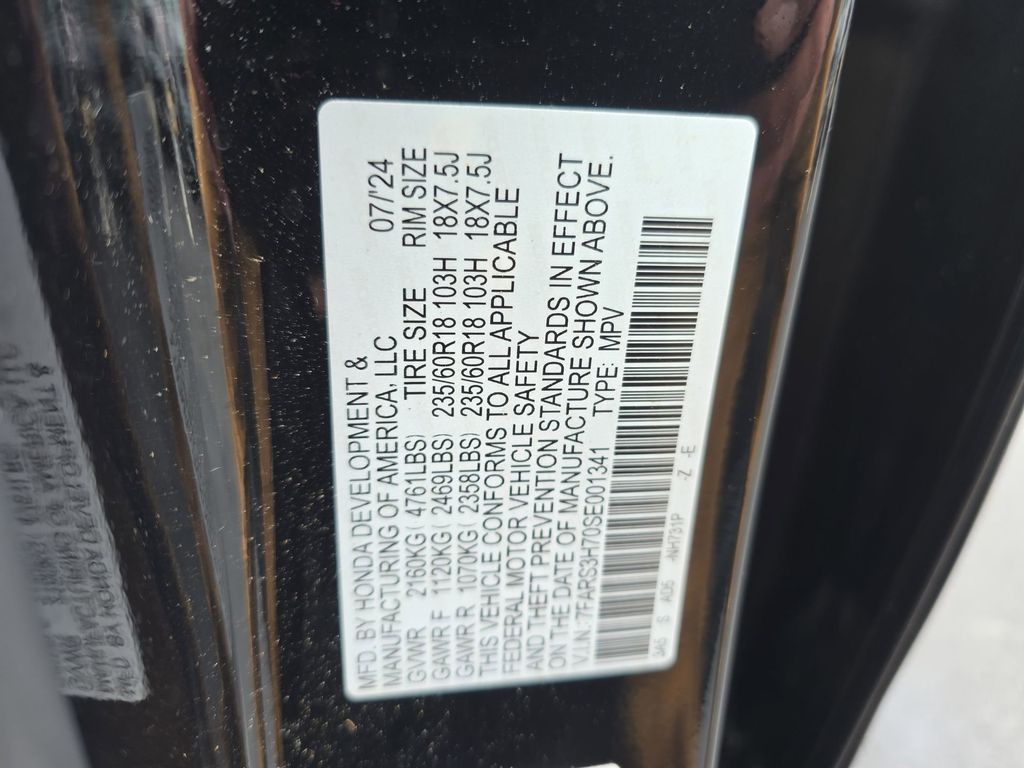 MFD. BY HONDA DEVELOPMENT &
MANUFACTURING OF AMERICA, LLC 07/'24
GVWR 2160KG ( 4761LBS) TIRE SIZE RIM SIZE
GAWR F 1120KG ( 2469LBS) 235/60R18 103H 18X7.5J
GAWR R 1070KG ( 2358LBS) 235/60R18 103H 18X7.5J
THIS VEHICLE CONFORMS TO ALL APPLICABLE
FEDERAL MOTOR VEHICLE SAFETY
AND THEFT PREVENTION STANDARDS IN EFFECT
ON THE DATE OF MANUFACTURE SHOWN ABOVE.
V.I.N.: 7FARS3H70SE001341 TYPE: MPV
3A5 S A05 -NH731P -Z -E